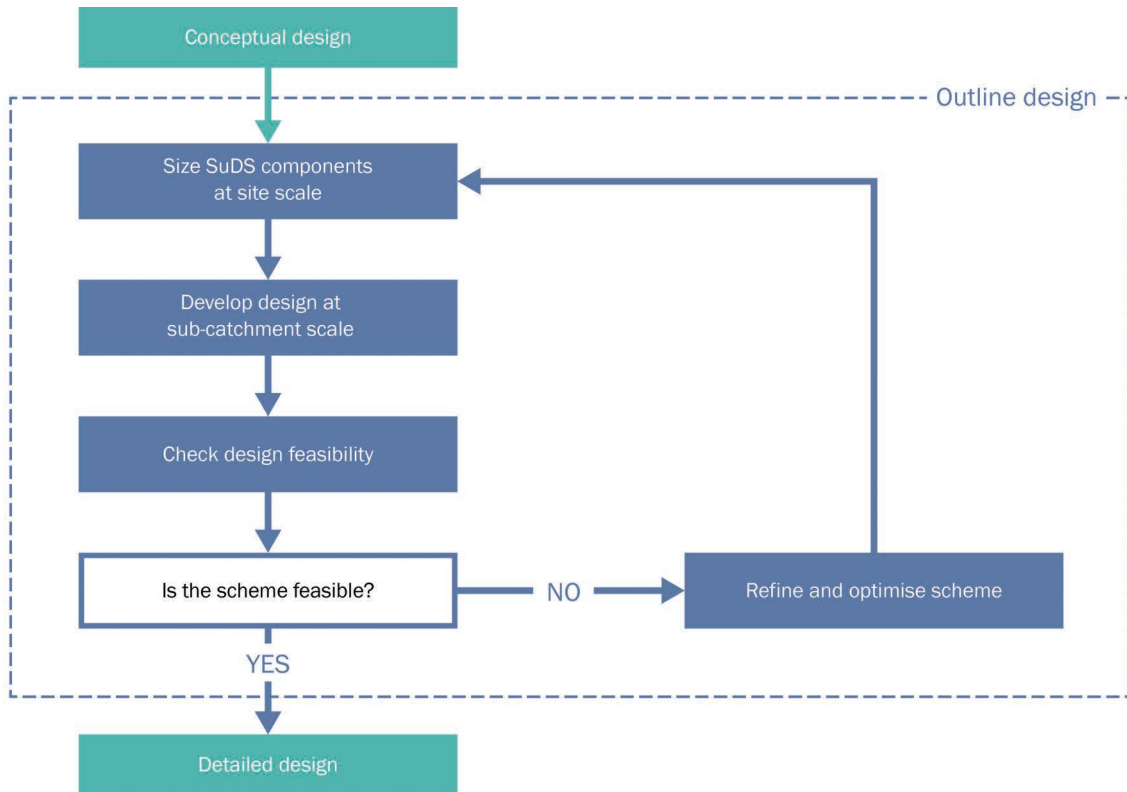 Conceptual design
Outline design
Size SuDS components
at site scale
Develop design at
sub-catchment scale
Check design feasibility
Is the scheme feasible?
NO
Refine and optimise scheme
YES
Detailed design